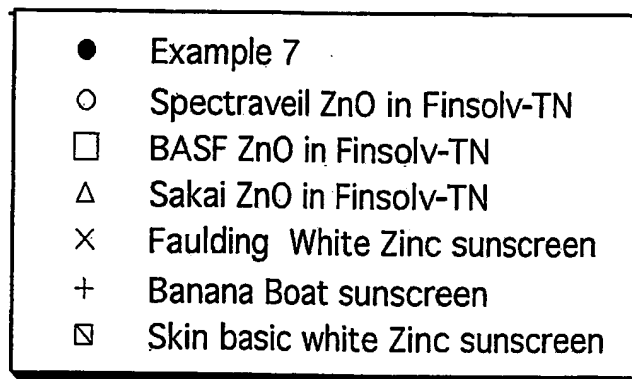 Example 7
Spectraveil ZnO in Finsolv-TN
BASF ZnO in Finsolv-TN
Sakai ZnO in Finsolv-TN
Faulding White Zinc sunscreen
Banana Boat sunscreen
Skin basic white Zinc sunscreen